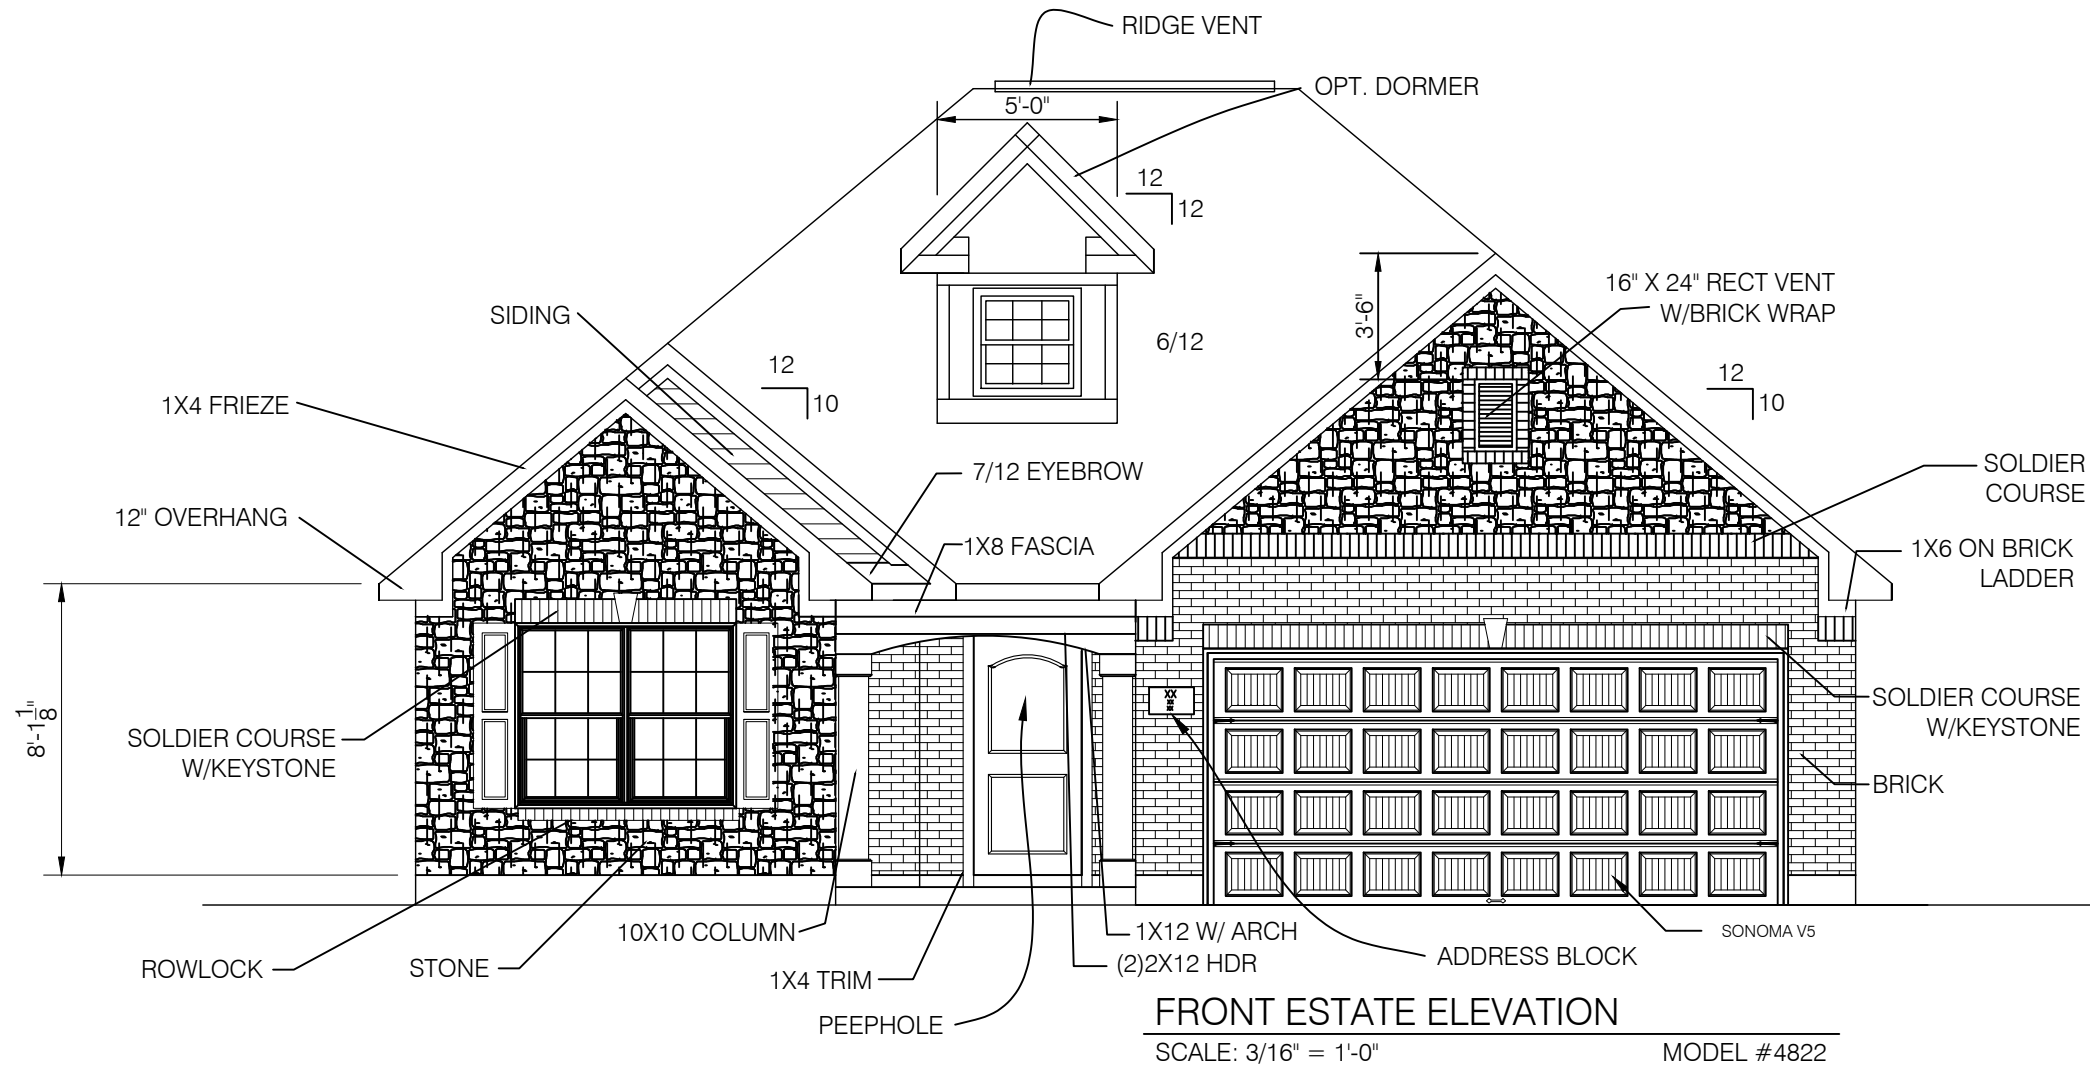 RIDGE VENT
OPT. DORMER
5'-0"
12
12
16" X 24" RECT VENT
W/BRICK WRAP
3'-6"
SIDING
6/12
12
10
12
10
1X4 FRIEZE
7/12 EYEBROW
SOLDIER
COURSE
12" OVERHANG
1X8 FASCIA
1X6 ON BRICK
LADDER
8'-1 1/8"
XX
XX
XX
SOLDIER COURSE
W/KEYSTONE
SOLDIER COURSE
W/KEYSTONE
BRICK
10X10 COLUMN
1X12 W/ ARCH
SONOMA V5
ROWLOCK
STONE
1X4 TRIM
(2)2X12 HDR
ADDRESS BLOCK
PEEPHOLE
FRONT ESTATE ELEVATION
SCALE: 3/16" = 1'-0"
MODEL #4822